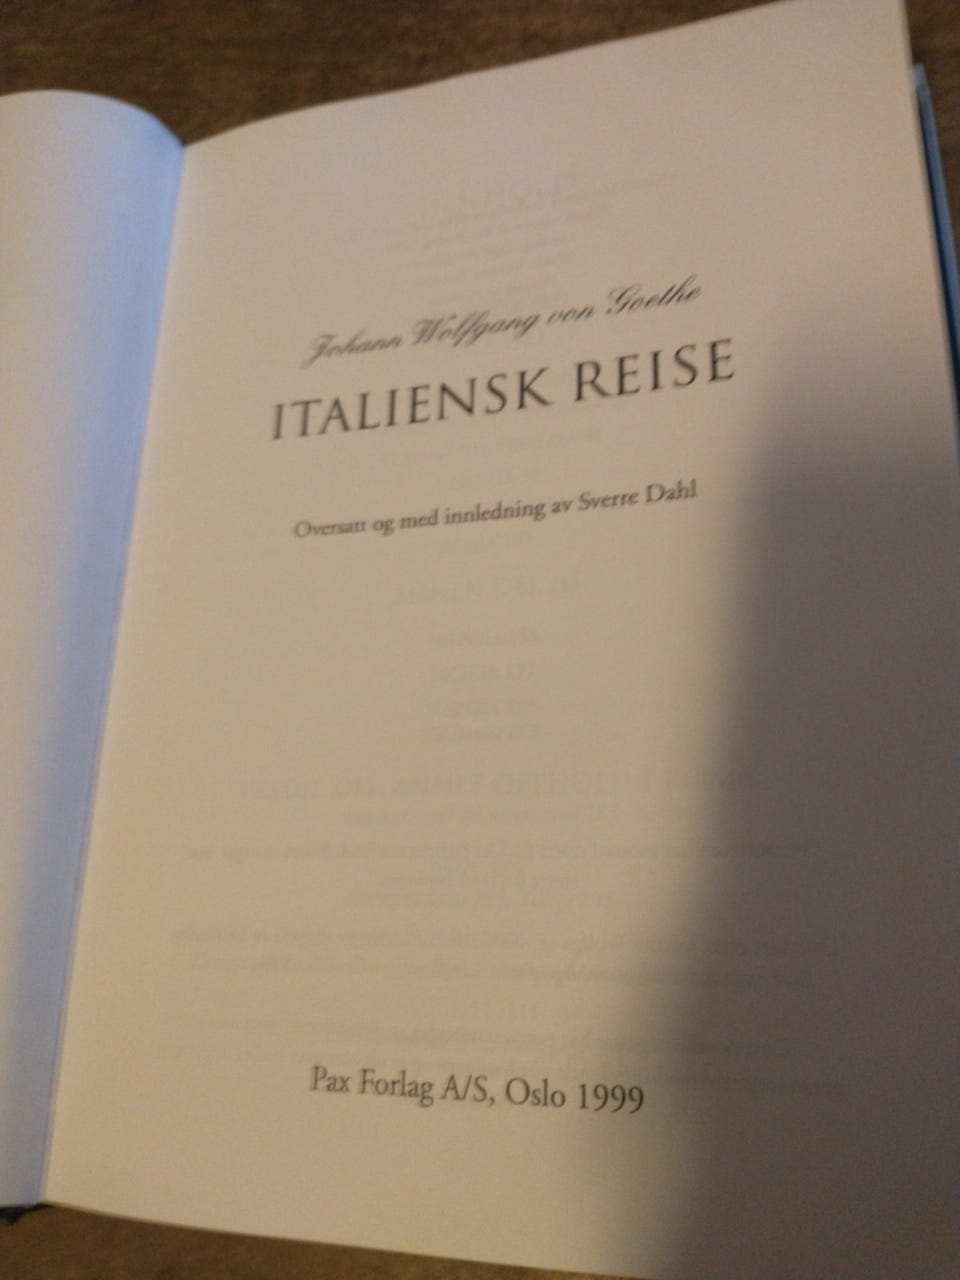 Johann Wolfgang von Goethe
ITALIENSK REISE
Oversatt og med innledning av Sverre Dahl
Pax Forlag A/S, Oslo 1999